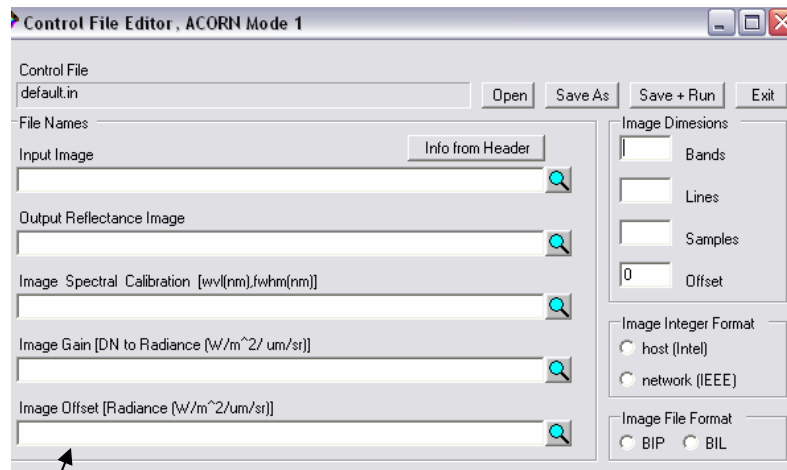 Control File Editor, ACORN Mode 1
Control File
default.in
Open
Save As
Save + Run
Exit
File Names
Info from Header
Input Image
Output Reflectance Image
Image Spectral Calibration [wvl(nm),fwhm(nm)]
Image Gain [DN to Radiance (W/m^2/ um/sr)]
Image Offset [Radiance (W/m^2/um/sr)]
Image Dimesions
Bands
Lines
Samples
0 Offset
Image Integer Format
host (Intel)
network (IEEE)
Image File Format
BIP BIL